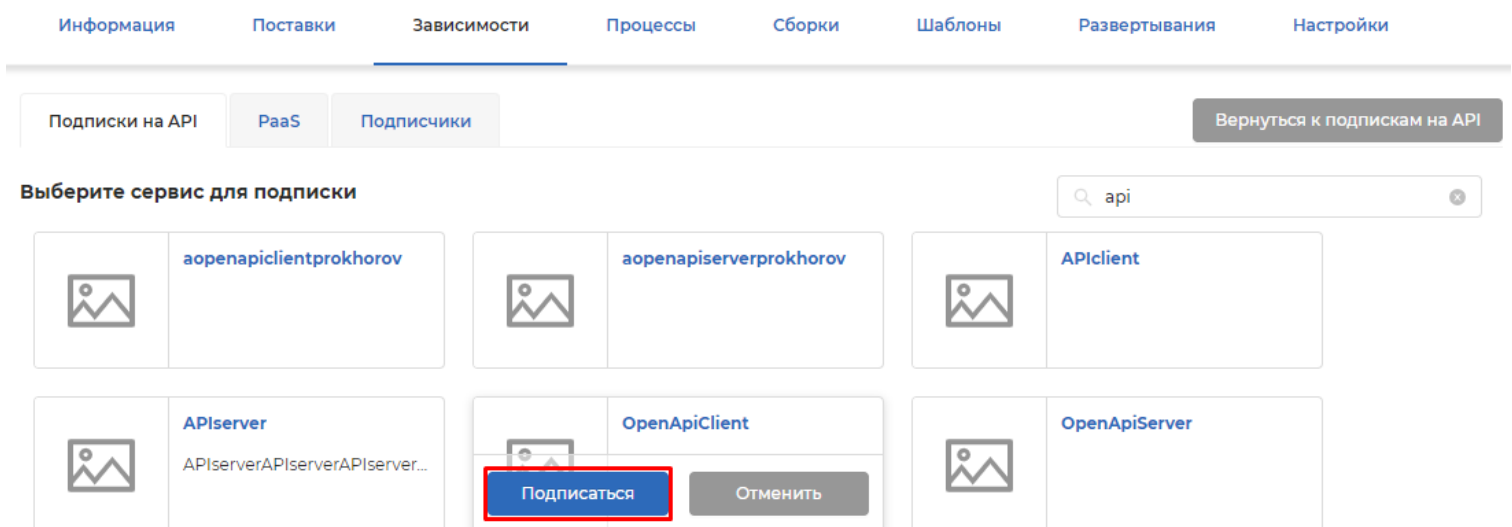 Информация Поставки Зависимости Процессы Сборки Шаблоны Развертывания Настройки
Подписки на API PaaS Подписчики Вернуться к подпискам на API
Выберите сервис для подписки api
aopenapiclientprokhorov aopenapiserverprokhorov APIclient
APIserver OpenApiClient OpenApiServer
APIserverAPIserverAPIserver...
Подписаться Отменить